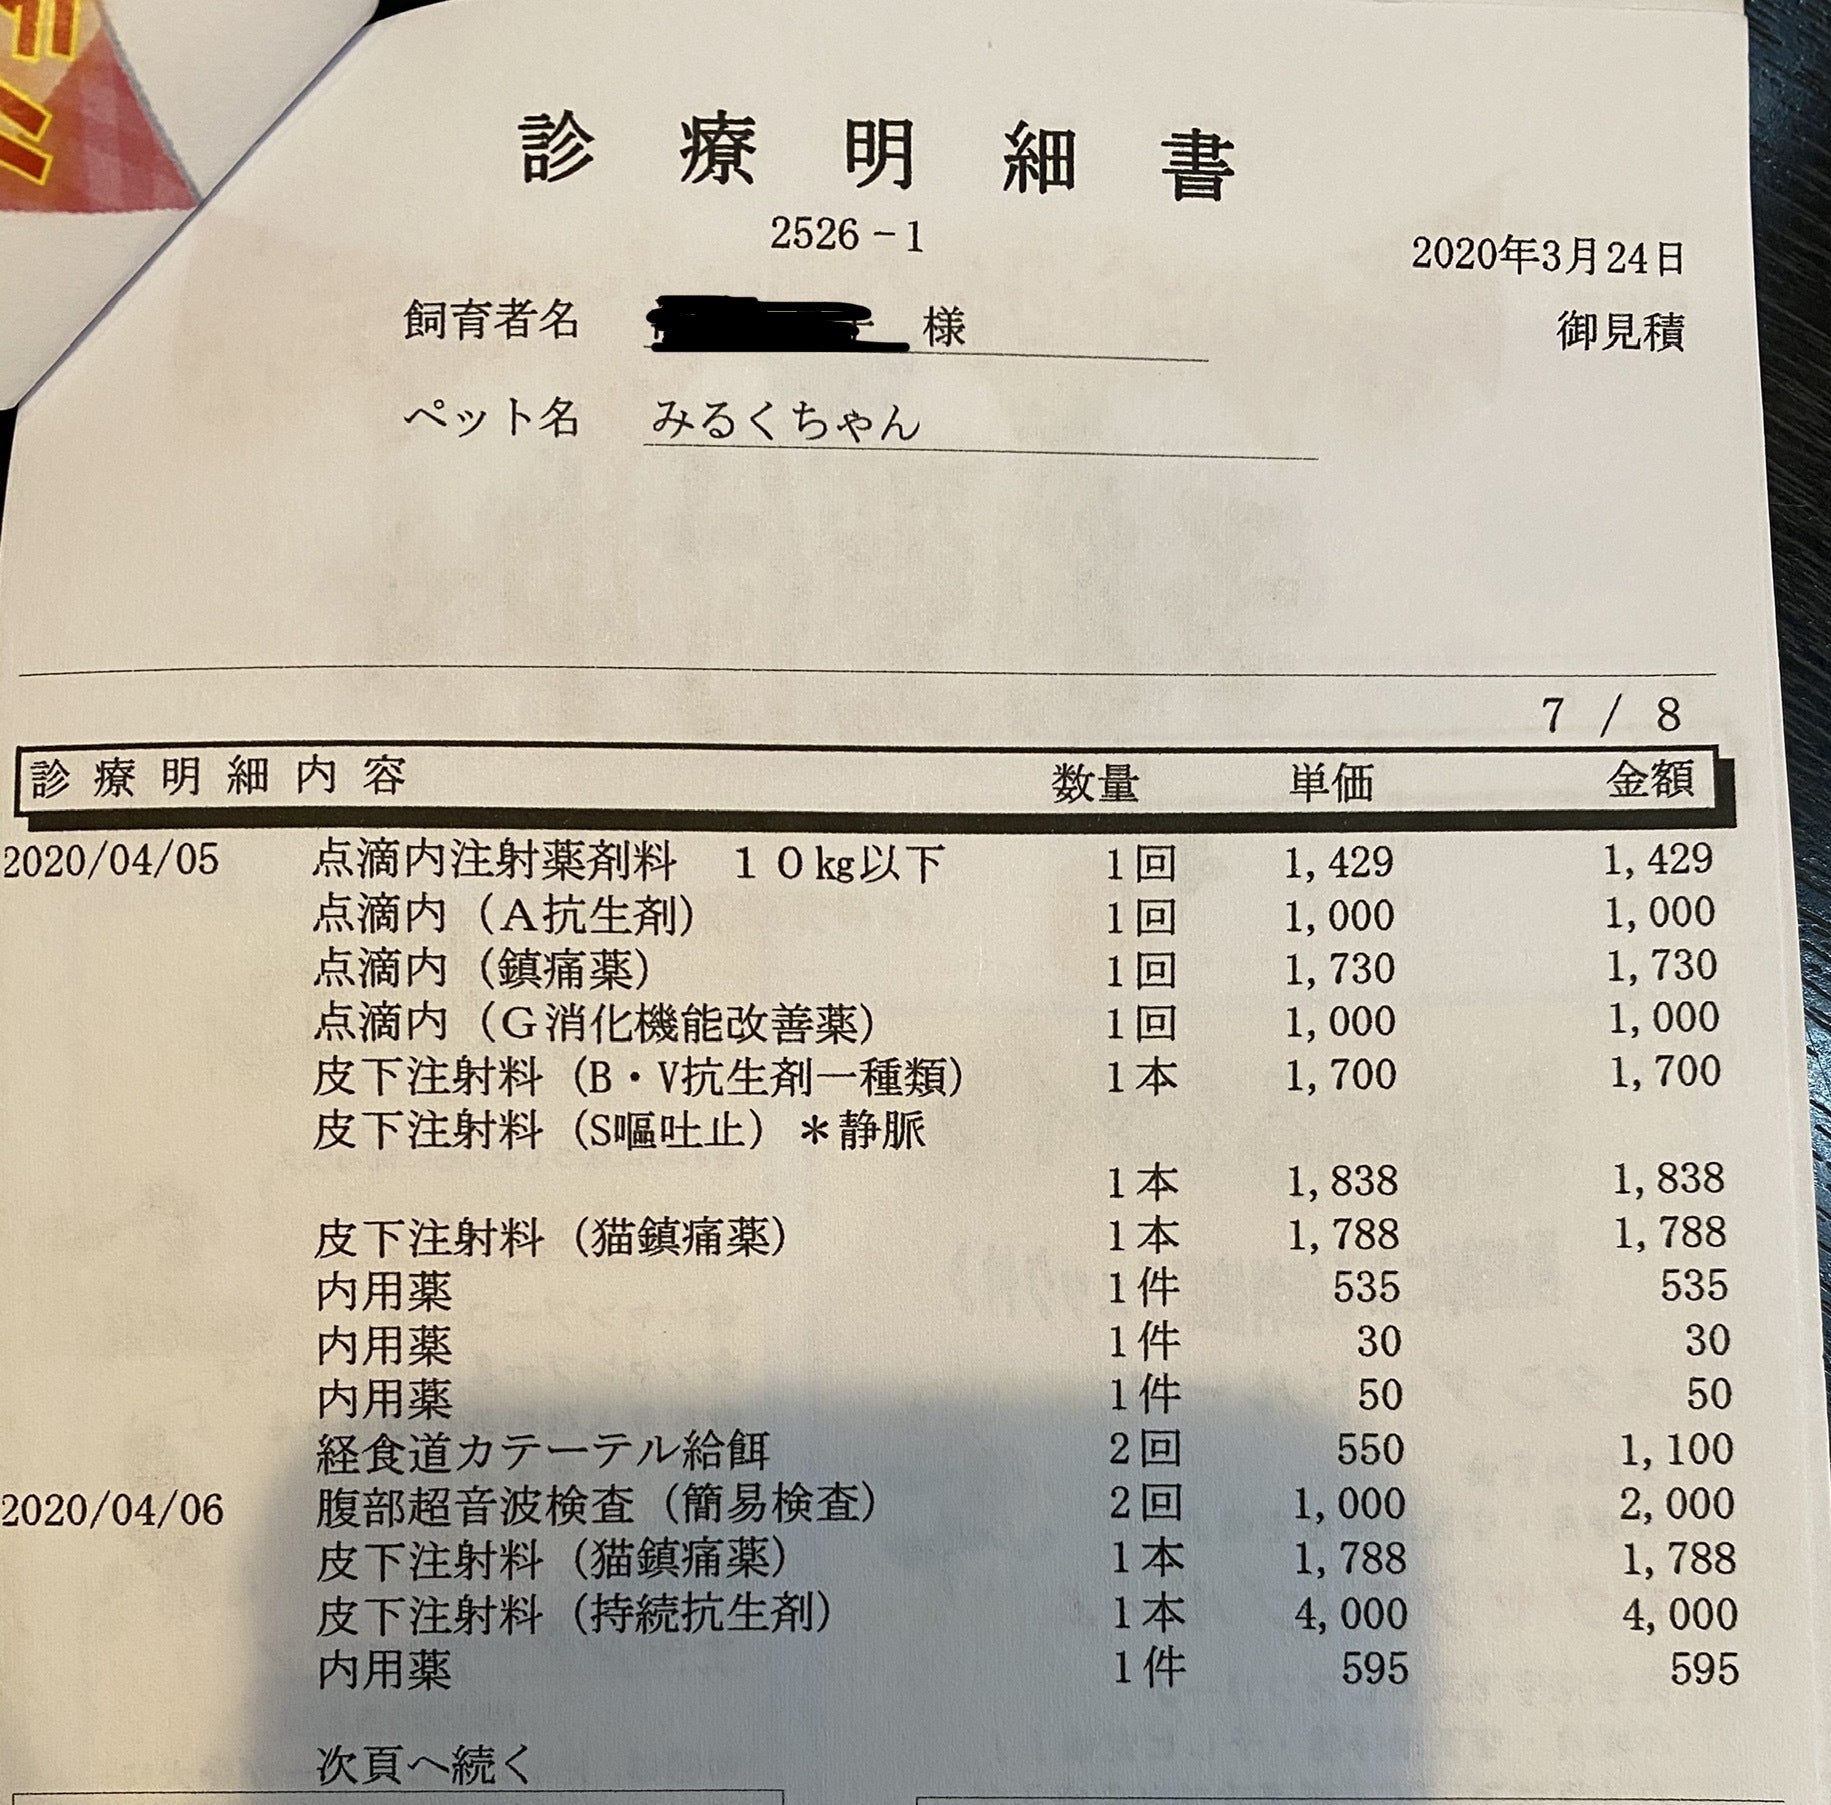 診療明細書
2526-1
2020年3月24日
飼育者名 様
御見積
ペット名 みるくちゃん
7 / 8
診療明細内容 数量 単価 金額
2020/04/05 点滴内注射薬剤料 10㎏以下 1回 1,429 1,429
点滴内（A抗生剤） 1回 1,000 1,000
点滴内（鎮痛薬） 1回 1,730 1,730
点滴内（G消化機能改善薬） 1回 1,000 1,000
皮下注射料（B・V抗生剤一種類） 1本 1,700 1,700
皮下注射料（S嘔吐止）＊静脈
1本 1,838 1,838
皮下注射料（猫鎮痛薬） 1本 1,788 1,788
内用薬 1件 535 535
内用薬 1件 30 30
内用薬 1件 50 50
経食道カテーテル給餌 2回 550 1,100
2020/04/06 腹部超音波検査（簡易検査） 2回 1,000 2,000
皮下注射料（猫鎮痛薬） 1本 1,788 1,788
皮下注射料（持続抗生剤） 1本 4,000 4,000
内用薬 1件 595 595
次頁へ続く